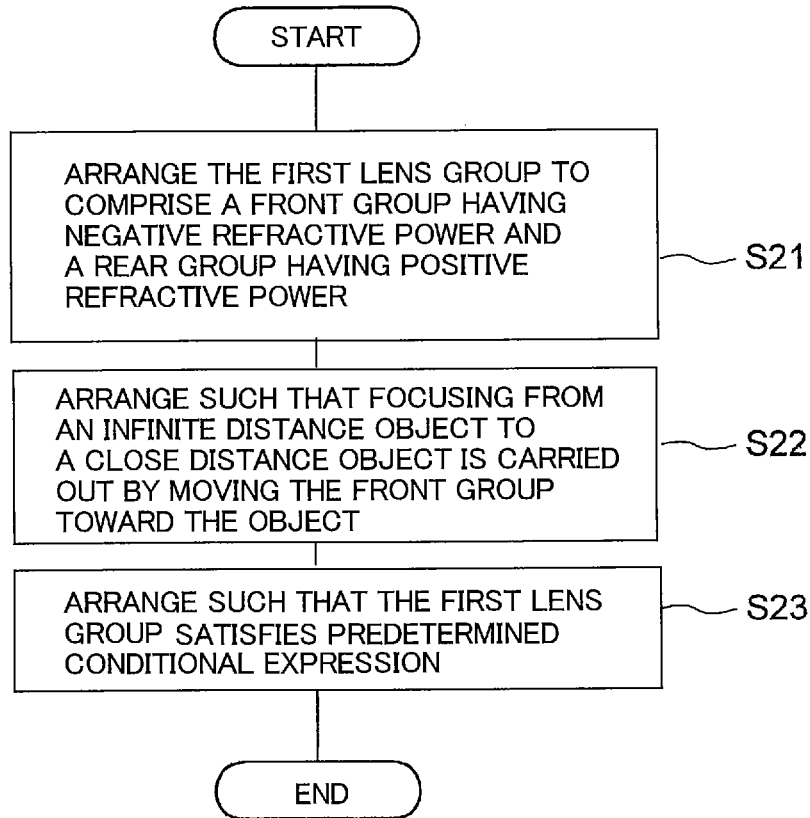 START
ARRANGE THE FIRST LENS GROUP TO
COMPRISE A FRONT GROUP HAVING
NEGATIVE REFRACTIVE POWER AND
A REAR GROUP HAVING POSITIVE
REFRACTIVE POWER
S21
ARRANGE SUCH THAT FOCUSING FROM
AN INFINITE DISTANCE OBJECT TO
A CLOSE DISTANCE OBJECT IS CARRIED
OUT BY MOVING THE FRONT GROUP
TOWARD THE OBJECT
S22
ARRANGE SUCH THAT THE FIRST LENS
GROUP SATISFIES PREDETERMINED
CONDITIONAL EXPRESSION
S23
END